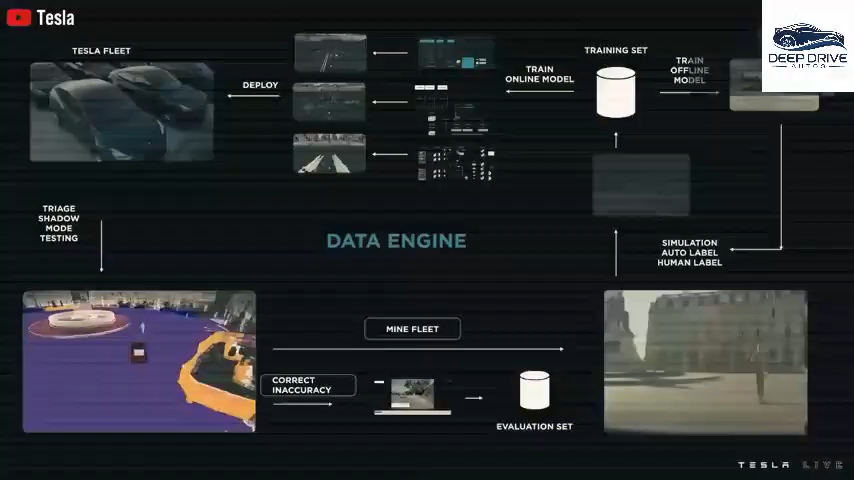 Tesla
DEEP DRIVE
AUTOS
TESLA FLEET
DEPLOY
TRAIN
ONLINE MODEL
TRAINING SET
TRAIN
OFFLINE
MODEL
TRIAGE
SHADOW
MODE
TESTING
DATA ENGINE
SIMULATION
AUTO LABEL
HUMAN LABEL
MINE FLEET
CORRECT
INACCURACY
EVALUATION SET
TESLA LIVE